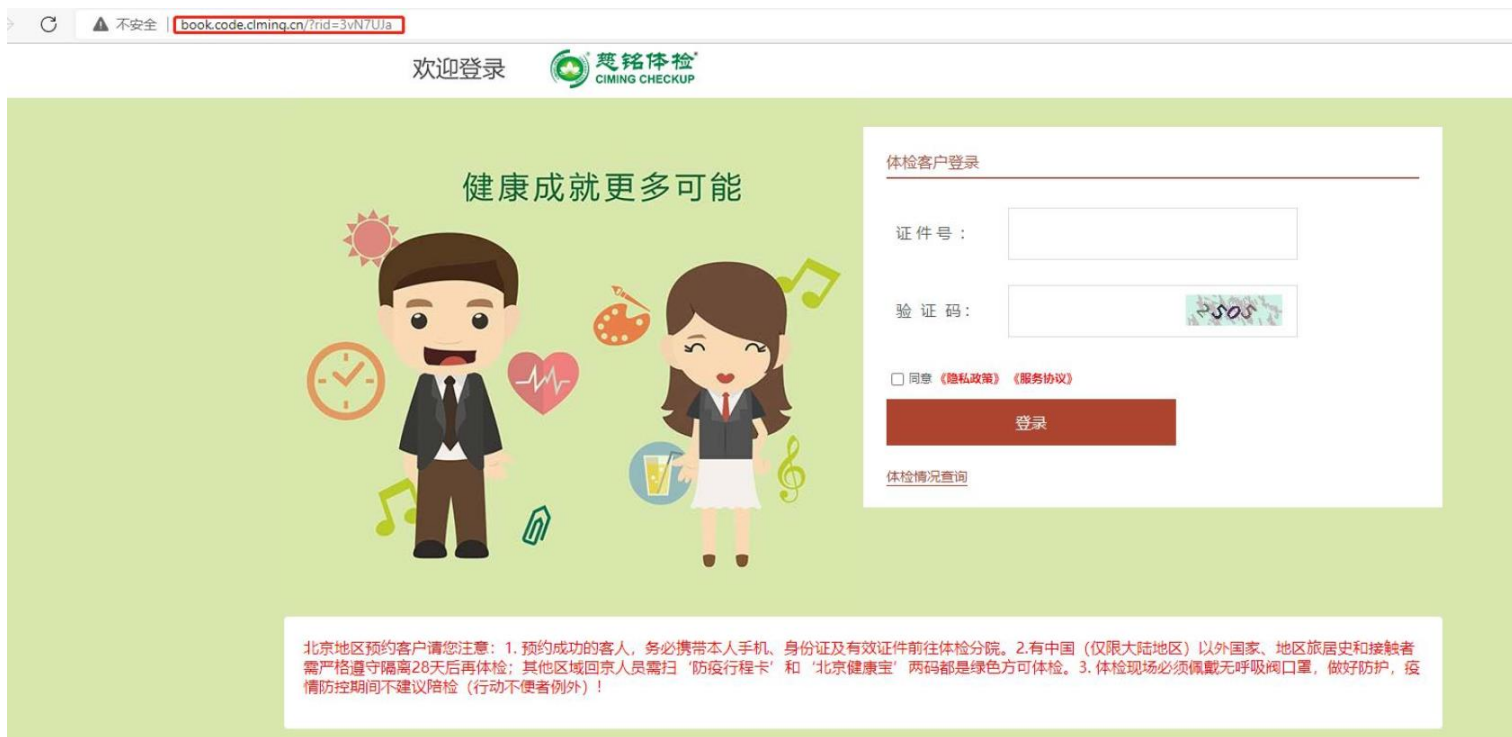 不安全 book.code.clming.cn/?rid=3vN7UJa
欢迎登录 慈铭体检
CIMING CHECKUP
健康成就更多可能
体检客户登录
证件号：
验证码：
同意《隐私政策》《服务协议》
登录
体检情况查询
北京地区预约客户请您注意：1. 预约成功的客人，务必携带本人手机、身份证及有效证件前往体检分院。2.有中国（仅限大陆地区）以外国家、地区旅居史和接触者
需严格遵守隔离28天后再体检；其他区域回京人员需扫‘防疫行程卡’和‘北京健康宝’两码都是绿色方可体检。3. 体检现场必须佩戴无呼吸阀口罩，做好防护，疫
情防控期间不建议陪检（行动不便者例外）！